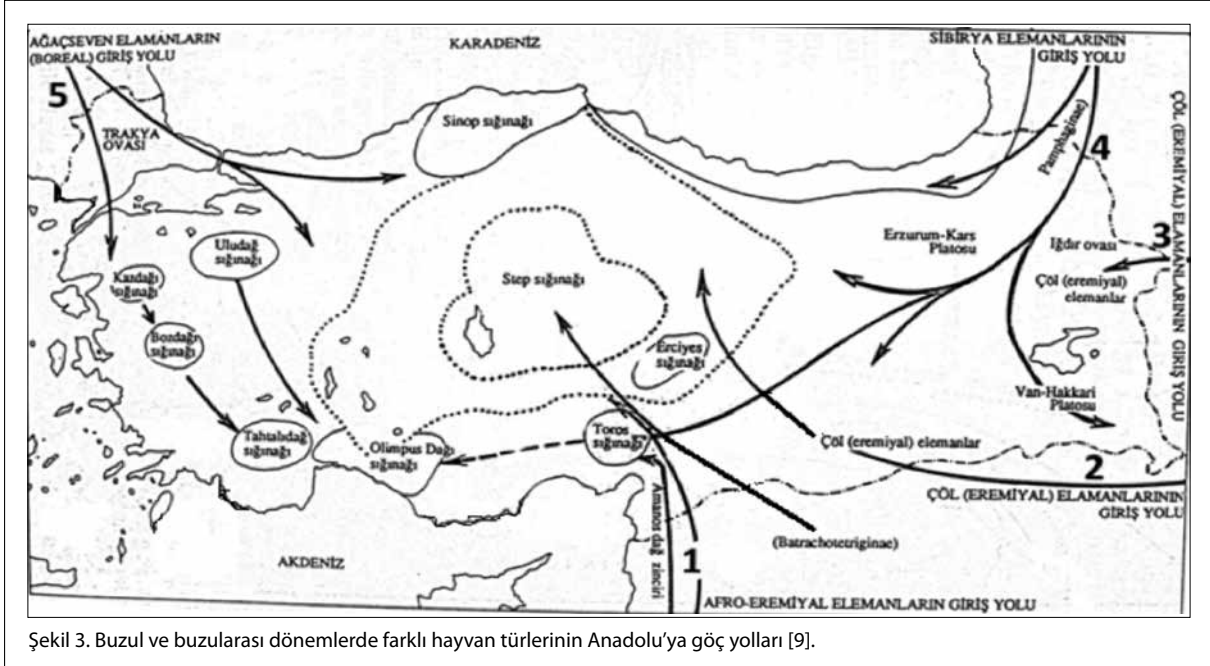 AĞAÇSEVEN ELAMANLARIN
(BOREAL) GİRİŞ YOLU
5
TRAKYA
OVASI
KARADENİZ
SİBİRYA ELEMANLARININ
GİRİŞ YOLU
Pamphaginae)
4
ÇÖL (EREMİYAL) ELAMANLARININ GİRİŞ YOLU
3
Sinop sığınağı
Uludağ
sığınağı
Kazdağı
sığınağı
Bozdağı
sığınağı
Tahtalıdağ
sığınağı
Step sığınağı
Erciyes
sığınağı
Erzurum-Kars
Platosu
Iğdır ovası
Çöl (eremiyal)
elemanlar
Van-Hakkari
Platosu
Olimpus Dağı
sığınağı
Toros
sığınağı
Çöl (eremiyal) elemanlar
2
ÇÖL (EREMİYAL) ELAMANLARININ
GİRİŞ YOLU
(Batrachotetriginae)
Amanos dağ zinciri
1
AKDENİZ
AFRO-EREMİYAL ELEMANLARIN GİRİŞ YOLU
Şekil 3. Buzul ve buzularası dönemlerde farklı hayvan türlerinin Anadolu’ya göç yolları [9].